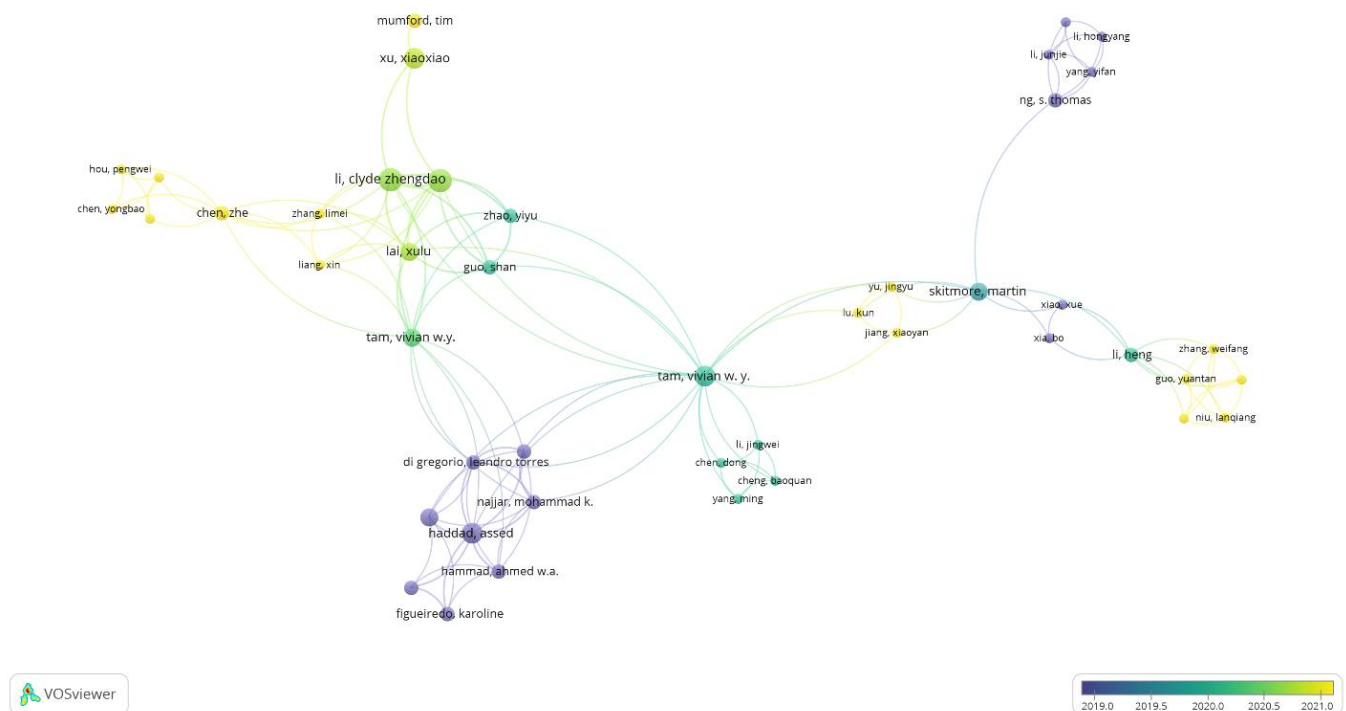 mumford, tim
li, hongyang
xu, xiaoxiao
li, junjie
yang, yifan
ng, s. thomas
hou, pengwei
li, clyde zhengdao
chen, yongbao
chen, zhe
zhang, limei
zhao, yiyu
lai, xulu
liang, xin
guo, shan
yu, jingyu
skitmore, martin
lu, kun
xiao, xue
jiang, xiaoyan
xia, bo
tam, vivian w.y.
li, heng
zhang, weifang
tam, vivian w. y.
guo, yuantan
niu, lanqiang
li, jingwei
di gregorio, leandro torres
chen, dong
cheng, baoquan
najjar, mohammad k.
yang, ming
haddad, assed
hammad, ahmed w.a.
figueiredo, karoline
VOSviewer
2019.0 2019.5 2020.0 2020.5 2021.0